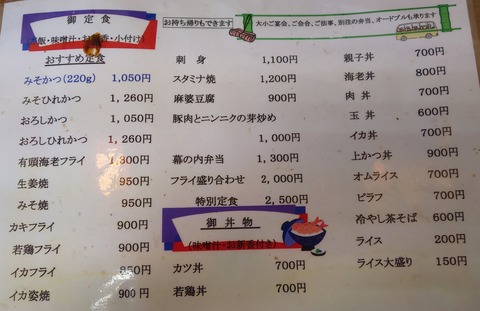 御定食
飯・味噌汁・お新香・小付け)
おすすめ定食
みそかつ(220g) 1,050円
みそひれかつ 1,260円
おろしかつ 1,050円
おろしひれかつ 1,260円
有頭海老フライ 1,300円
生姜焼 950円
みそ焼 950円
カキフライ 900円
若鶏フライ 900円
イカフライ 850円
イカ姿焼 900円
お持ち帰りもできます
刺身 1,100円
スタミナ焼 1,200円
麻婆豆腐 900円
豚肉とニンニクの芽炒め
1,000円
幕の内弁当 1,300円
フライ盛り合わせ 2,000円
特別定食 2,500円
御丼物
(味噌汁・お新香付き)
カツ丼 700円
若鶏丼 700円
大小ご宴会、ご会合、ご法事、別注の弁当、オードブルも承ります
親子丼 700円
海老丼 800円
肉丼 700円
玉丼 600円
イカ丼 700円
上かつ丼 900円
オムライス 700円
ピラフ 700円
冷やし茶そば 600円
ライス 200円
ライス大盛り 150円